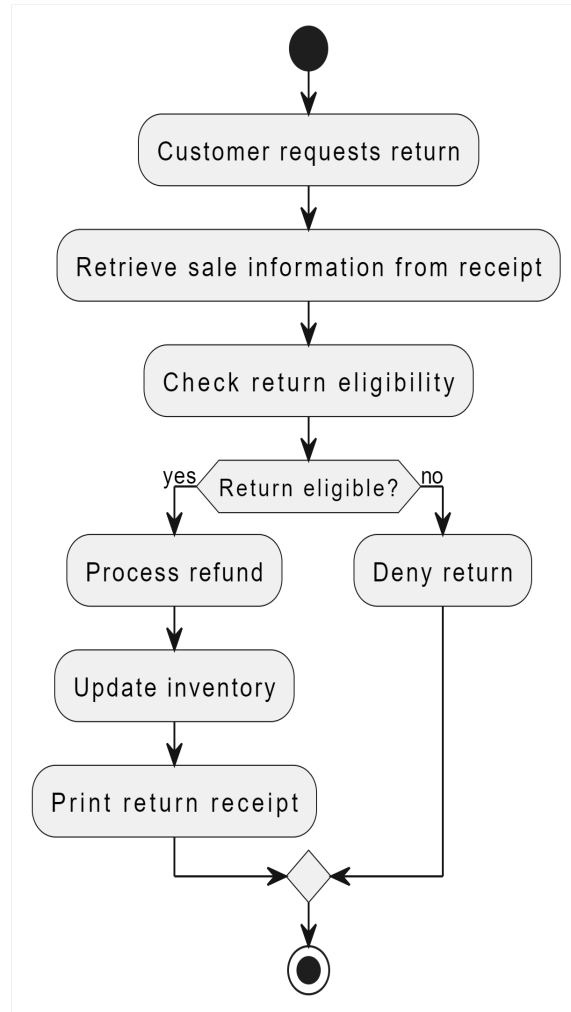 Customer requests return
Retrieve sale information from receipt
Check return eligibility
Return eligible?
yes
no
Process refund
Deny return
Update inventory
Print return receipt